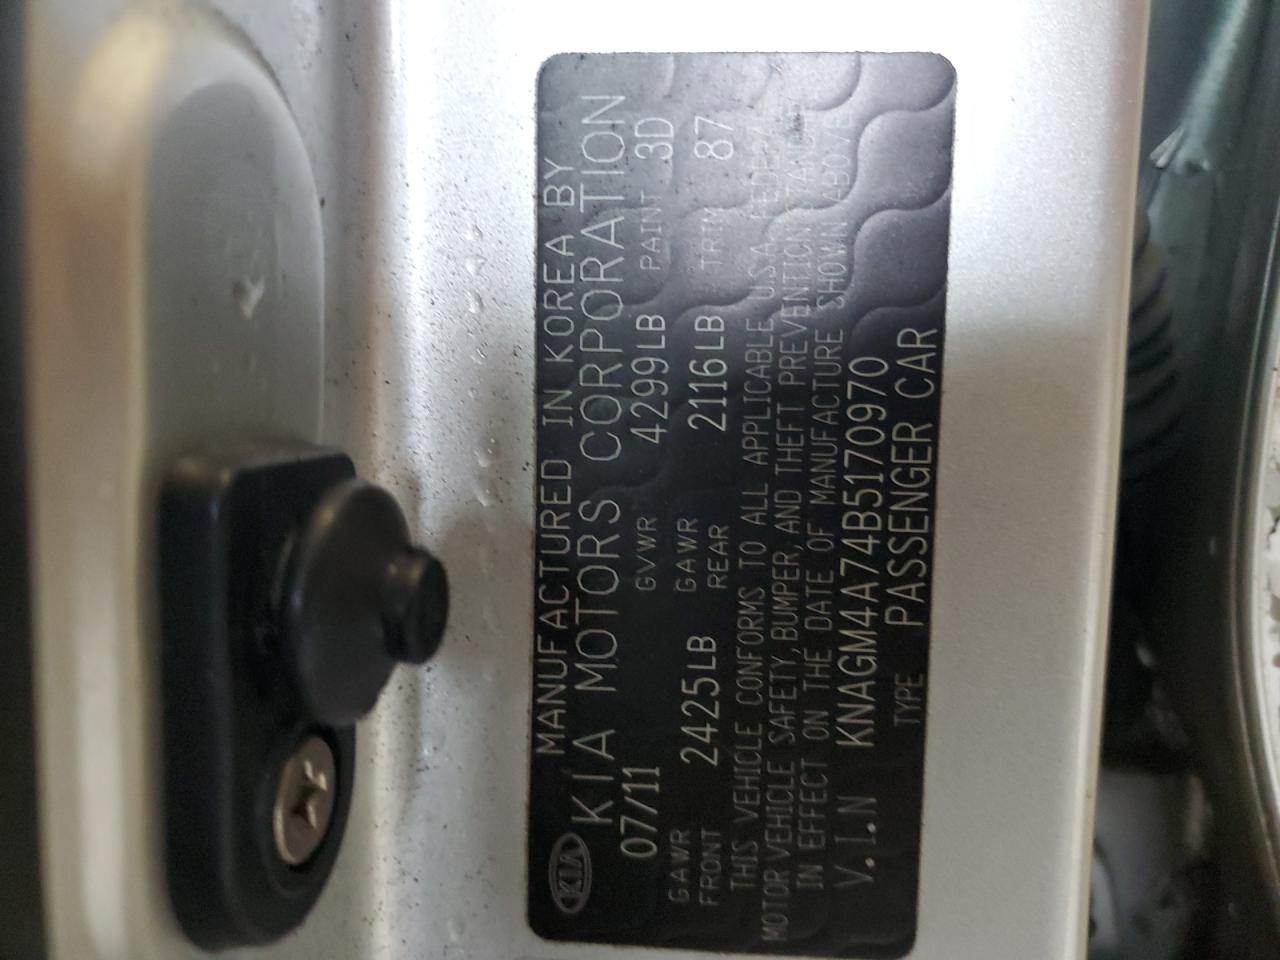 MANUFACTURED IN KOREA BY
KIA KIA MOTORS CORPORATION
07/11 GVWR 4299LB PAINT 3D
GAWR FRONT 2425LB GAWR REAR 2116LB TRIM 87
THIS VEHICLE CONFORMS TO ALL APPLICABLE U.S.A. FEDERAL
MOTOR VEHICLE SAFETY, BUMPER, AND THEFT PREVENTION STANDARDS
IN EFFECT ON THE DATE OF MANUFACTURE SHOWN ABOVE
V.I.N KNAGM4A74B5170970
TYPE PASSENGER CAR